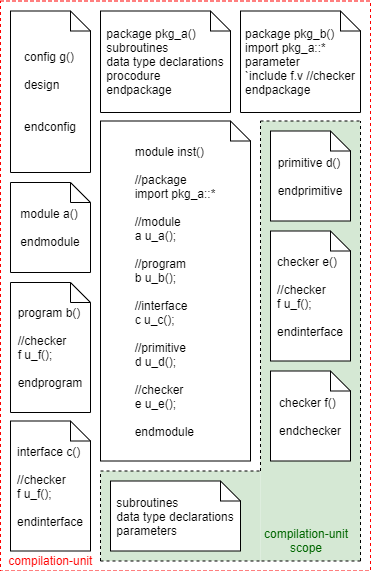 config g()
design
endconfig
package pkg_a()
subroutines
data type declarations
procodure
endpackage
package pkg_b()
import pkg_a::*
parameter
`include f.v //checker
endpackage
module a()
endmodule
program b()
//checker
f u_f();
endprogram
interface c()
//checker
f u_f();
endinterface
module inst()
//package
import pkg_a::*
//module
a u_a();
//program
b u_b();
//interface
c u_c();
//primitive
d u_d();
//checker
e u_e();
endmodule
primitive d()
endprimitive
checker e()
//checker
f u_f();
endinterface
checker f()
endchecker
subroutines
data type declarations
parameters
compilation-unit
scope
compilation-unit